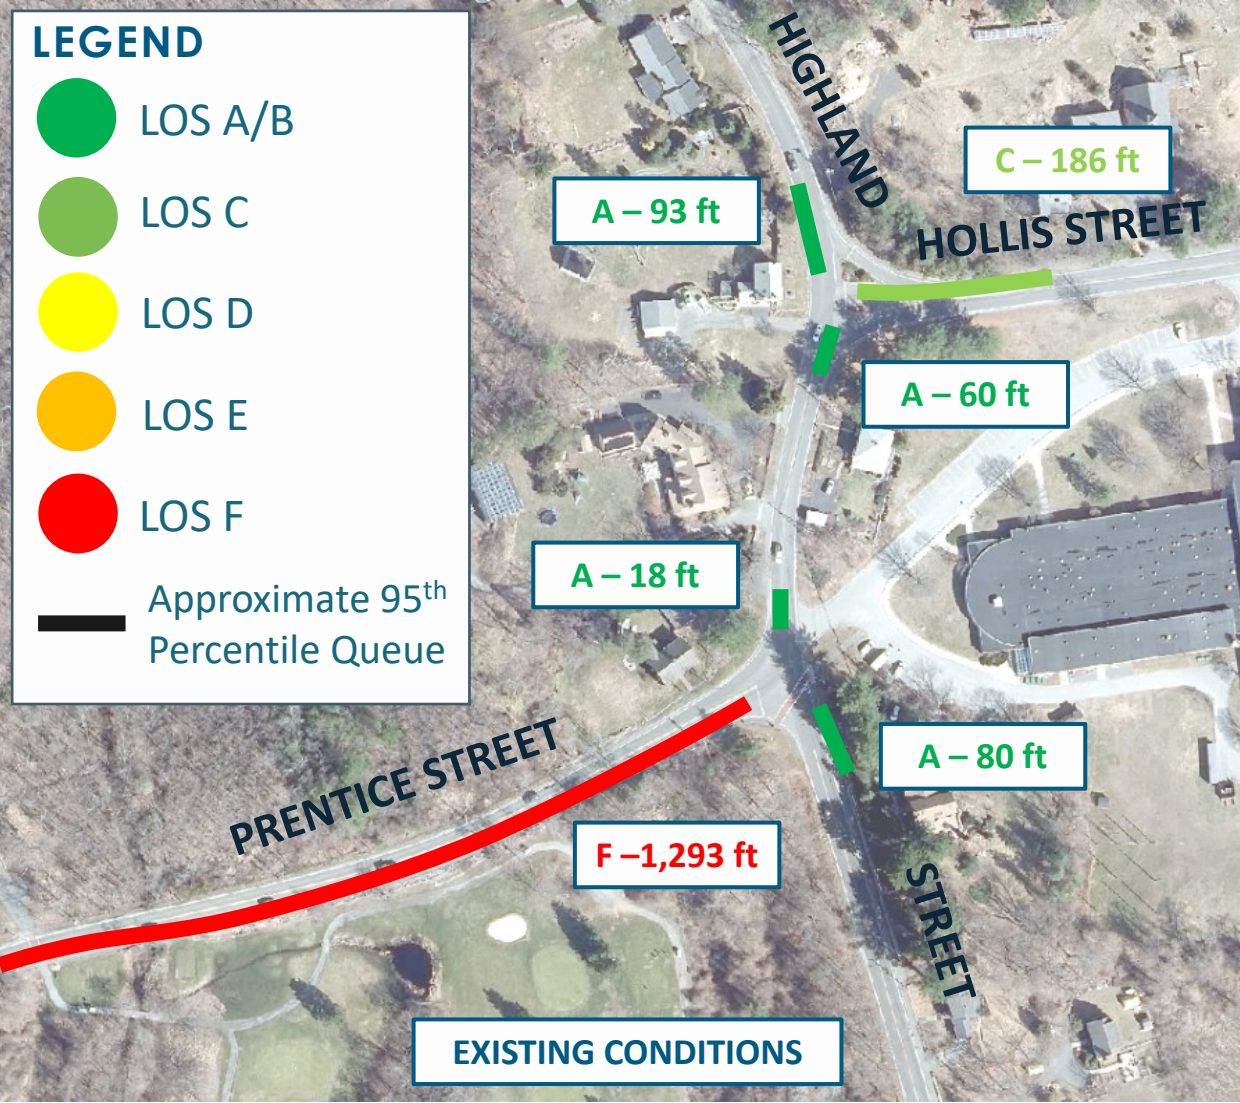 LEGEND
LOS A/B
LOS C
LOS D
LOS E
LOS F
Approximate 95th
Percentile Queue
HIGHLAND
C – 186 ft
A – 93 ft
HOLLIS STREET
A – 60 ft
A – 18 ft
PRENTICE STREET
A – 80 ft
F –1,293 ft
STREET
EXISTING CONDITIONS